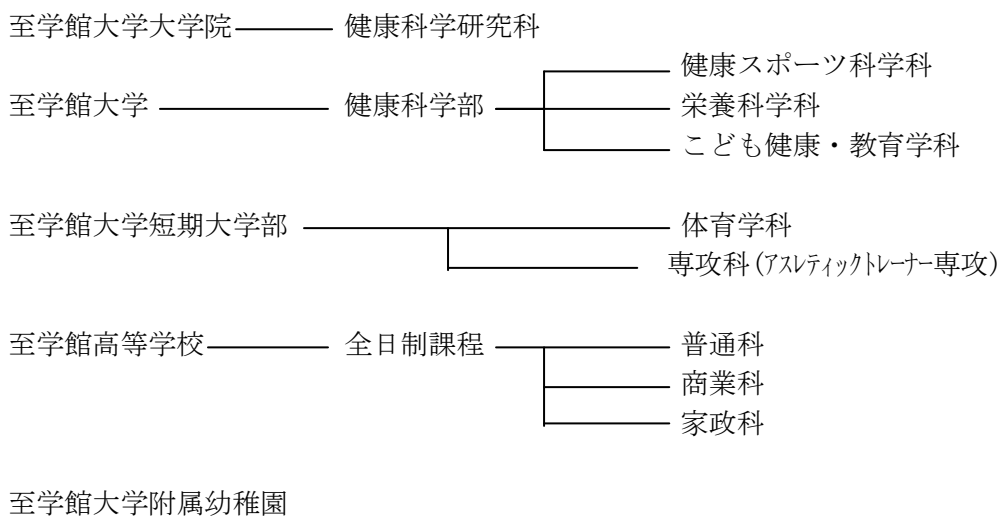 至学館大学大学院 健康科学研究科
健康スポーツ科学科
至学館大学 健康科学部 栄養科学科
こども健康・教育学科
至学館大学短期大学部 体育学科
専攻科(ｱｽﾚﾃｨｯｸﾄﾚｰﾅｰ専攻)
至学館高等学校 全日制課程 普通科
商業科
家政科
至学館大学附属幼稚園